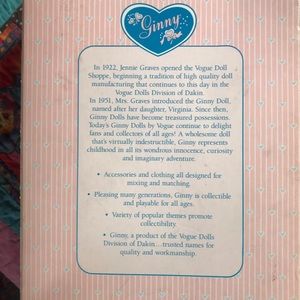 Ginny
In 1922, Jennie Graves opened the Vogue Doll
Shoppe, beginning a tradition of high quality doll
manufacturing that continues to this day in the
Vogue Dolls Division of Dakin.
In 1951, Mrs. Graves introduced the Ginny Doll,
named after her daughter, Virginia. Since then,
Ginny Dolls have become treasured possessions.
Today's Ginny Dolls by Vogue continue to delight
fans and collectors of all ages! A wholesome doll
that's virtually indestructible, Ginny represents
childhood in all its wondrous innocence, curiosity
and imaginary adventure.
• Accessories and clothing all designed for
mixing and matching.
• Pleasing many generations, Ginny is collectible
and playable for all ages.
• Variety of popular themes promote
collectibility.
• Ginny, a product of the Vogue Dolls
Division of Dakin...trusted names for
quality and workmanship.